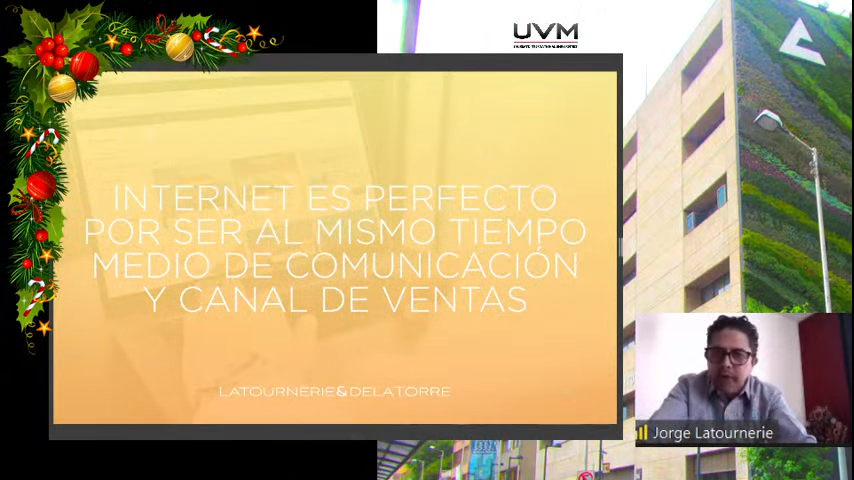 UVM
INTERNET ES PERFECTO
POR SER AL MISMO TIEMPO
MEDIO DE COMUNICACIÓN
Y CANAL DE VENTAS
LATOURNERIE&DELATORRE
Jorge Latournerie